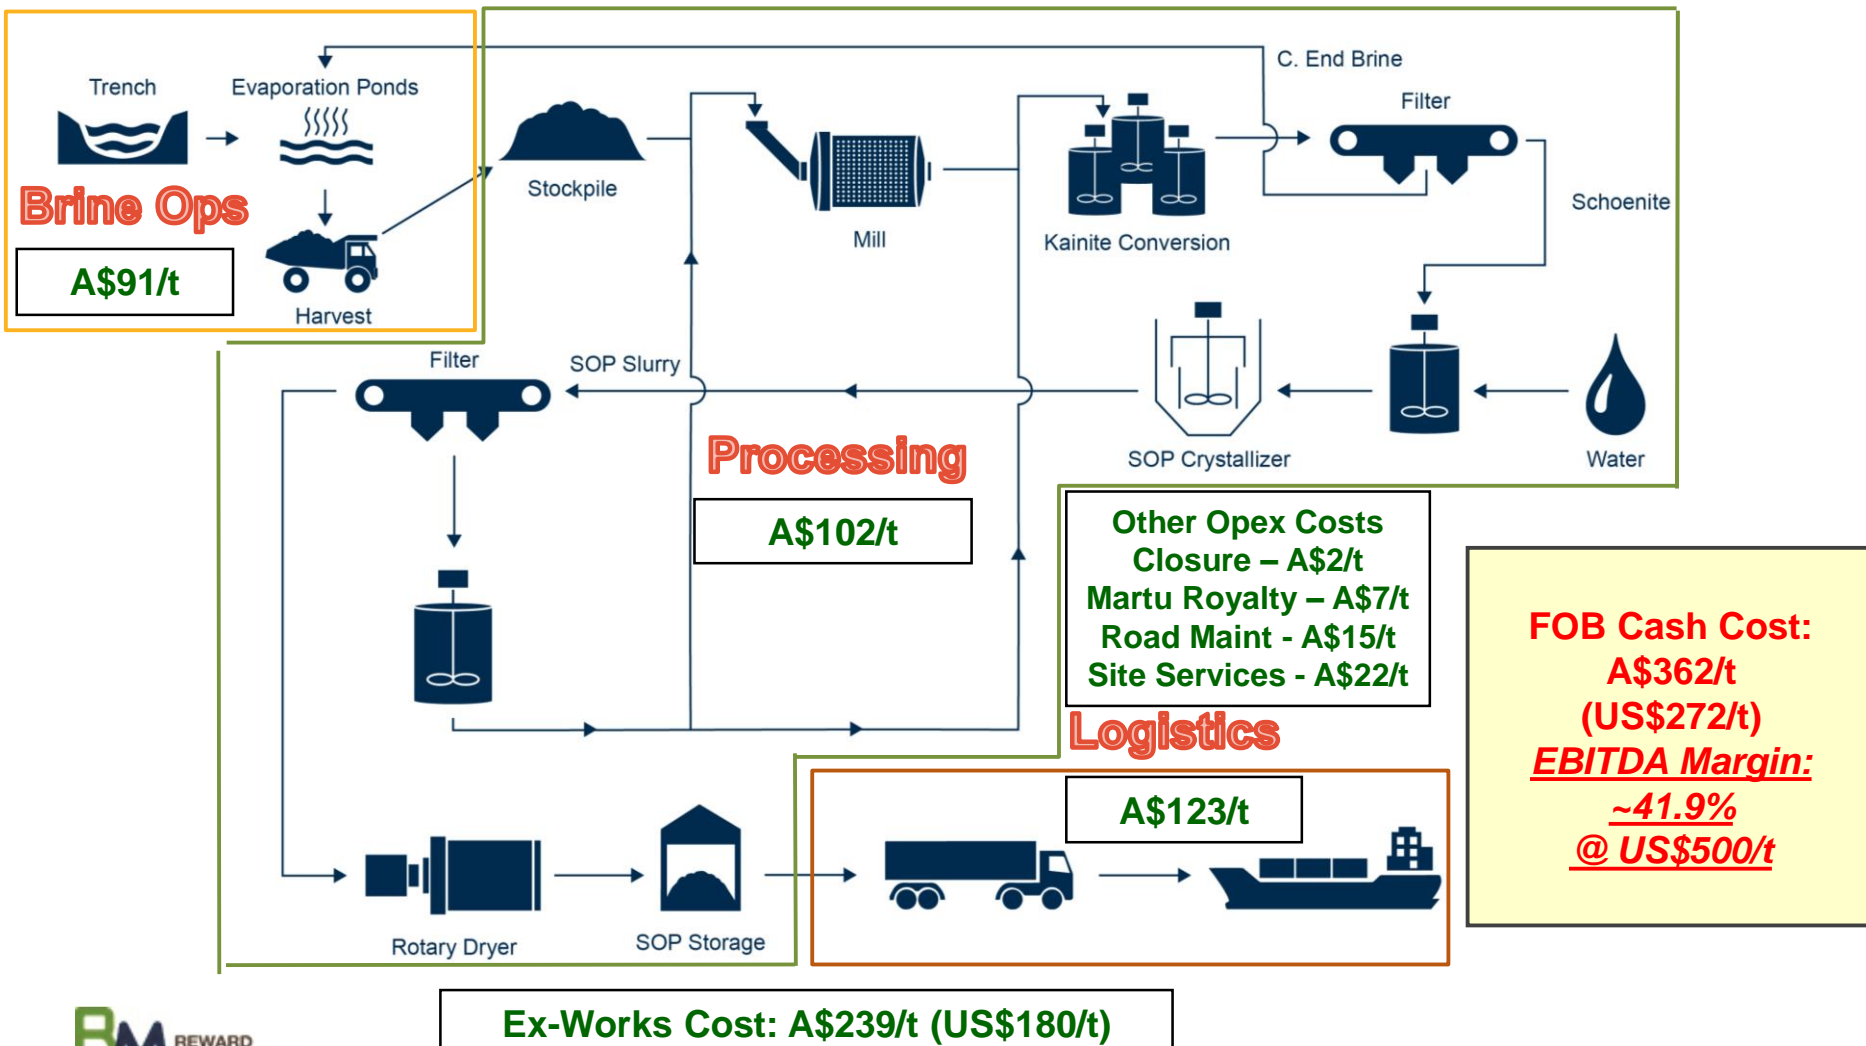 Trench
Evaporation Ponds
C. End Brine
Filter
Brine Ops
A$91/t
Harvest
Stockpile
Mill
Kainite Conversion
Schoenite
Filter
SOP Slurry
SOP Crystallizer
Water
Processing
A$102/t
Other Opex Costs
Closure – A$2/t
Martu Royalty – A$7/t
Road Maint - A$15/t
Site Services - A$22/t
Logistics
A$123/t
FOB Cash Cost:
A$362/t
(US$272/t)
EBITDA Margin:
~41.9%
@ US$500/t
Rotary Dryer
SOP Storage
Ex-Works Cost: A$239/t (US$180/t)
RM REWARD